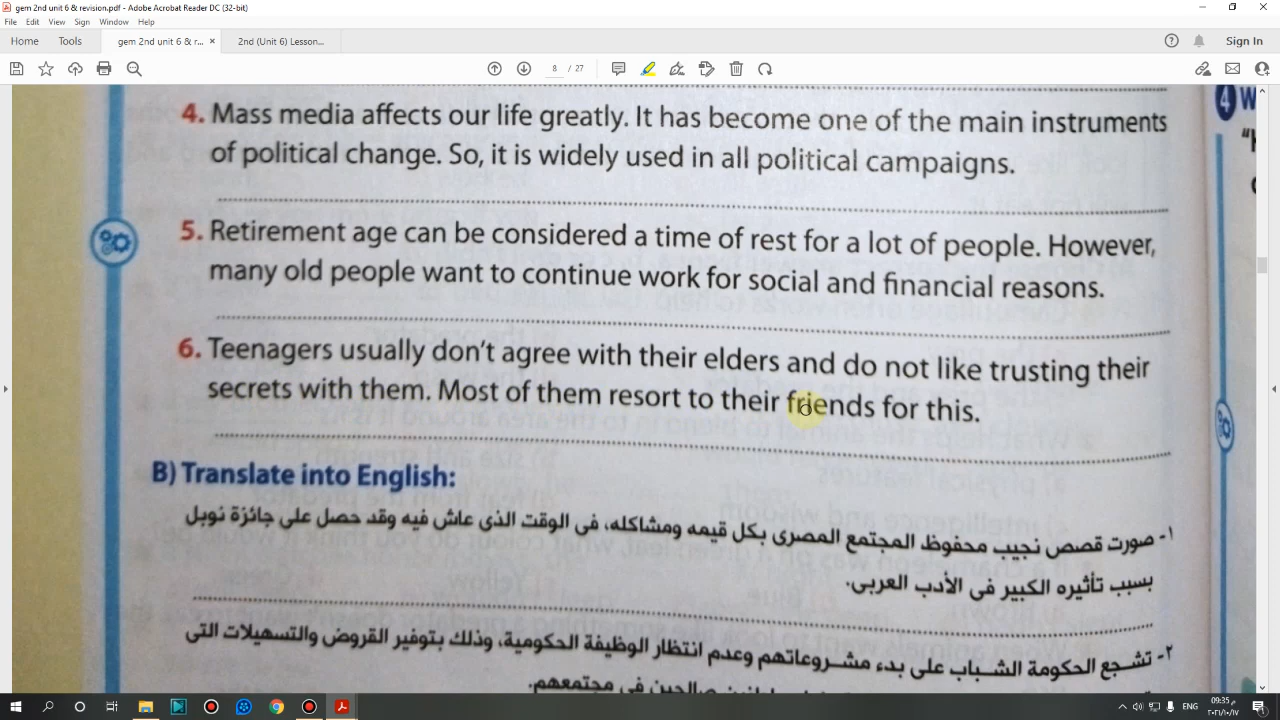 gem 2nd unit 6 & revision.pdf - Adobe Acrobat Reader DC (32-bit)
File Edit View Sign Window Help
Home Tools gem 2nd unit 6 & r... × 2nd (Unit 6) Lesson... Sign In
8 / 27
4. Mass media affects our life greatly. It has become one of the main instruments
of political change. So, it is widely used in all political campaigns.
5. Retirement age can be considered a time of rest for a lot of people. However,
many old people want to continue work for social and financial reasons.
6. Teenagers usually don't agree with their elders and do not like trusting their
secrets with them. Most of them resort to their friends for this.
B) Translate into English:
١- صورت قصص نجيب محفوظ المجتمع المصرى بكل قيمه ومشاكله، فى الوقت الذى عاش فيه وقد حصل على جائزة نوبل
بسبب تأثيره الكبير فى الأدب العربى.
٢- تشجع الحكومة الشباب على بدء مشروعاتهم وعدم انتظار الوظيفة الحكومية، وذلك بتوفير القروض والتسهيلات التى
صالحين فى مجتمعهم.
4 W
ENG
09:35 م
٢٠٢١/١٠/١٧